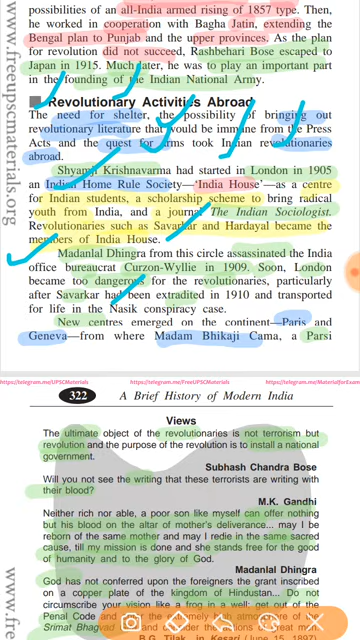 possibilities of an all-India armed rising of 1857 type. Then,
he worked in cooperation with Bagha Jatin, extending the
Bengal plan to Punjab and the upper provinces. As the plan
for revolution did not succeed, Rashbehari Bose escaped to
Japan in 1915. Much later, he was to play an important part
in the founding of the Indian National Army.
Revolutionary Activities Abroad
The need for shelter, the possibility of bringing out
revolutionary literature that would be immune from the Press
Acts and the quest for arms took Indian revolutionaries
abroad.
Shyamji Krishnavarma had started in London in 1905
an Indian Home Rule Society—‘India House’—as a centre
for Indian students, a scholarship scheme to bring radical
youth from India, and a journal The Indian Sociologist.
Revolutionaries such as Savarkar and Hardayal became the
members of India House.
Madanlal Dhingra from this circle assassinated the India
office bureaucrat Curzon-Wyllie in 1909. Soon, London
became too dangerous for the revolutionaries, particularly
after Savarkar had been extradited in 1910 and transported
for life in the Nasik conspiracy case.
New centres emerged on the continent—Paris and
Geneva—from where Madam Bhikaji Cama, a Parsi
www.freeupscmaterials.org
https://telegram.me/UPSCMaterials https://telegram.me/FreeUPSCMaterials https://telegram.me/MaterialforExam
322 A Brief History of Modern India
Views
The ultimate object of the revolutionaries is not terrorism but
revolution and the purpose of the revolution is to install a national
government.
Subhash Chandra Bose
Will you not see the writing that these terrorists are writing with
their blood?
M.K. Gandhi
Neither rich nor able, a poor son like myself can offer nothing
but his blood on the altar of mother's deliverance... may I be
reborn of the same mother and may I redie in the same sacred
cause, till my mission is done and she stands free for the good
of humanity and to the glory of God.
Madanlal Dhingra
God has not conferred upon the foreigners the grant inscribed
on a copper plate of the kingdom of Hindustan... Do not
circumscribe your vision like a frog in a well; get out of the
Penal Code and enter the extremely high atmosphere of the
Srimat Bhagvad and consider the actions of great men.
B.G. Tilak, in Kesari (June 15, 1897)
www.free